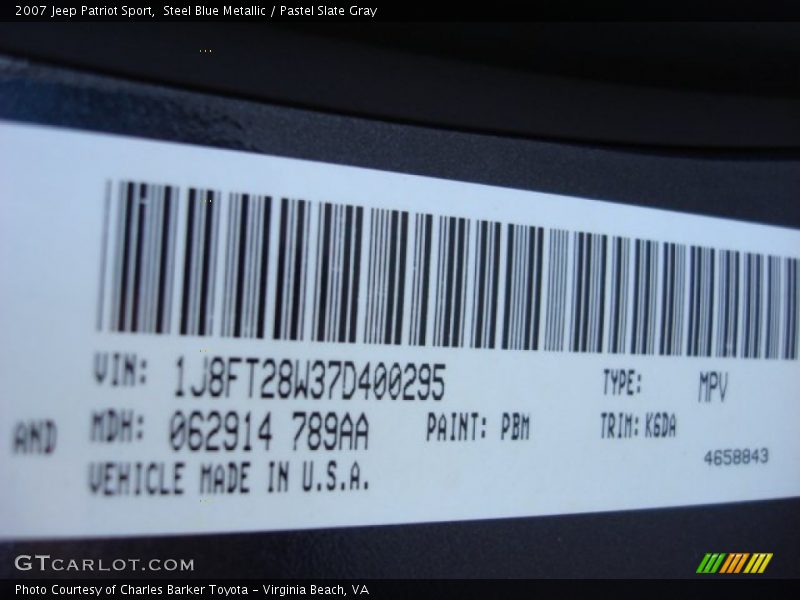 2007 Jeep Patriot Sport,  Steel Blue Metallic / Pastel Slate Gray
VIN: 1J8FT28W37D400295 TYPE: MPV
AND MDH: 062914 789AA PAINT: PBM TRIM: K6DA
VEHICLE MADE IN U.S.A. 4658843
GTCARLOT.COM
Photo Courtesy of Charles Barker Toyota - Virginia Beach, VA